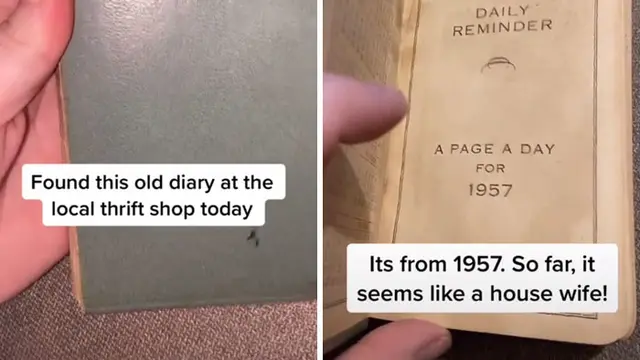 Found this old diary at the
local thrift shop today
DAILY
REMINDER
A PAGE A DAY
FOR
1957
Its from 1957. So far, it
seems like a house wife!